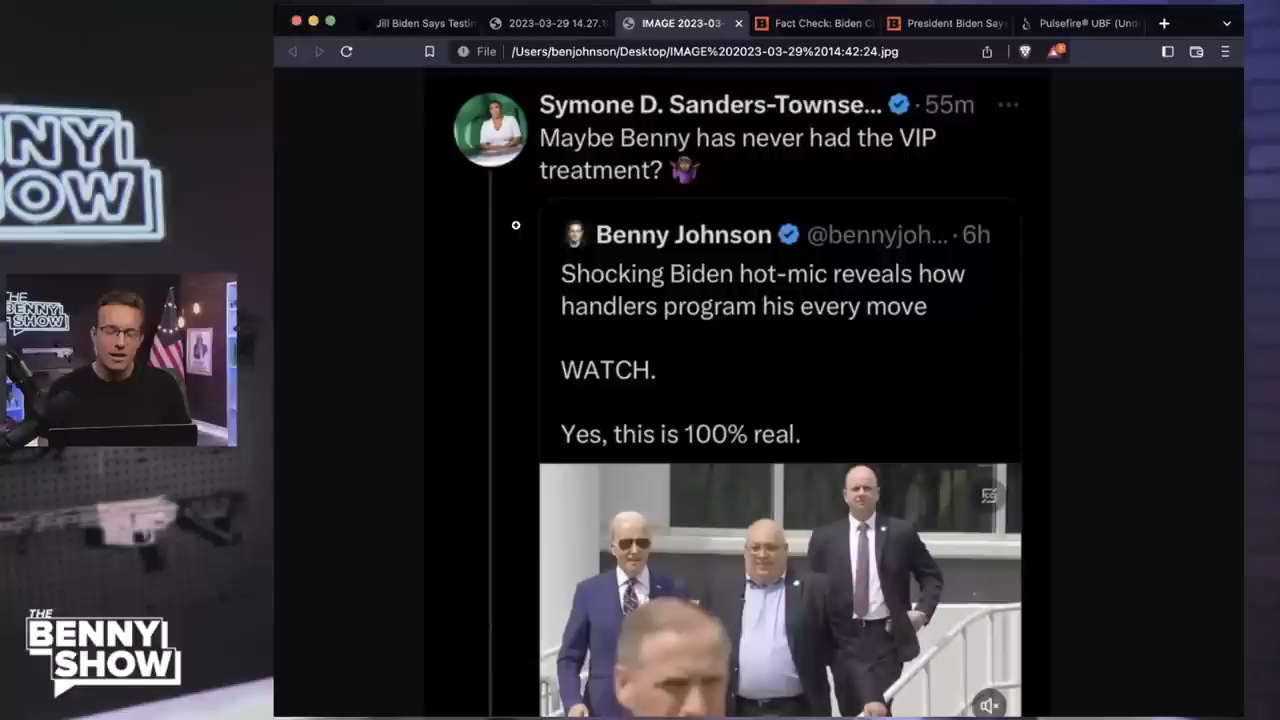 Jill Biden Says Testin
2023-03-29 14.27.1
IMAGE 2023-03-
Fact Check: Biden C
President Biden Say
Pulsefire® UBF (Und
File
/Users/benjohnson/Desktop/IMAGE%202023-03-29%2014:42:24.jpg
Symone D. Sanders-Townse... · 55m
Maybe Benny has never had the VIP
treatment?
Benny Johnson @bennyjoh... · 6h
Shocking Biden hot-mic reveals how
handlers program his every move
WATCH.
Yes, this is 100% real.
NNY
OW
THE
BENNY
SHOW
THE
BENNY
SHOW